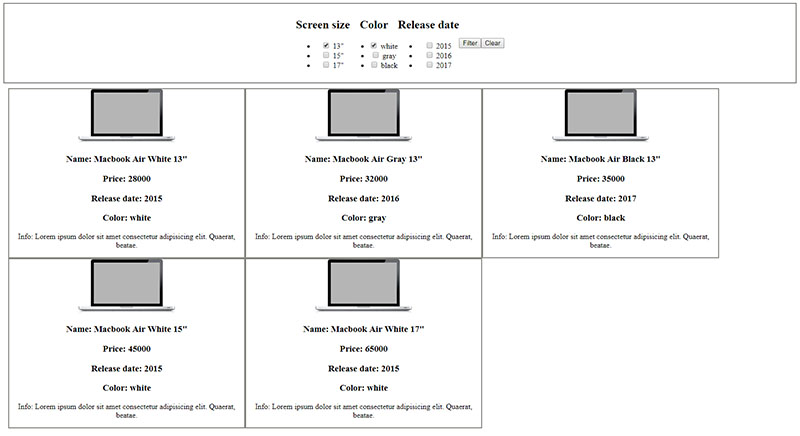 Screen size Color Release date
13" white 2015 Filter Clear
15" gray 2016
17" black 2017
Name: Macbook Air White 13"
Price: 28000
Release date: 2015
Color: white
Info: Lorem ipsum dolor sit amet consectetur adipisicing elit. Quaerat,
beatae.
Name: Macbook Air Gray 13"
Price: 32000
Release date: 2016
Color: gray
Info: Lorem ipsum dolor sit amet consectetur adipisicing elit. Quaerat,
beatae.
Name: Macbook Air Black 13"
Price: 35000
Release date: 2017
Color: black
Info: Lorem ipsum dolor sit amet consectetur adipisicing elit. Quaerat,
beatae.
Name: Macbook Air White 15"
Price: 45000
Release date: 2015
Color: white
Info: Lorem ipsum dolor sit amet consectetur adipisicing elit. Quaerat,
beatae.
Name: Macbook Air White 17"
Price: 65000
Release date: 2015
Color: white
Info: Lorem ipsum dolor sit amet consectetur adipisicing elit. Quaerat,
beatae.